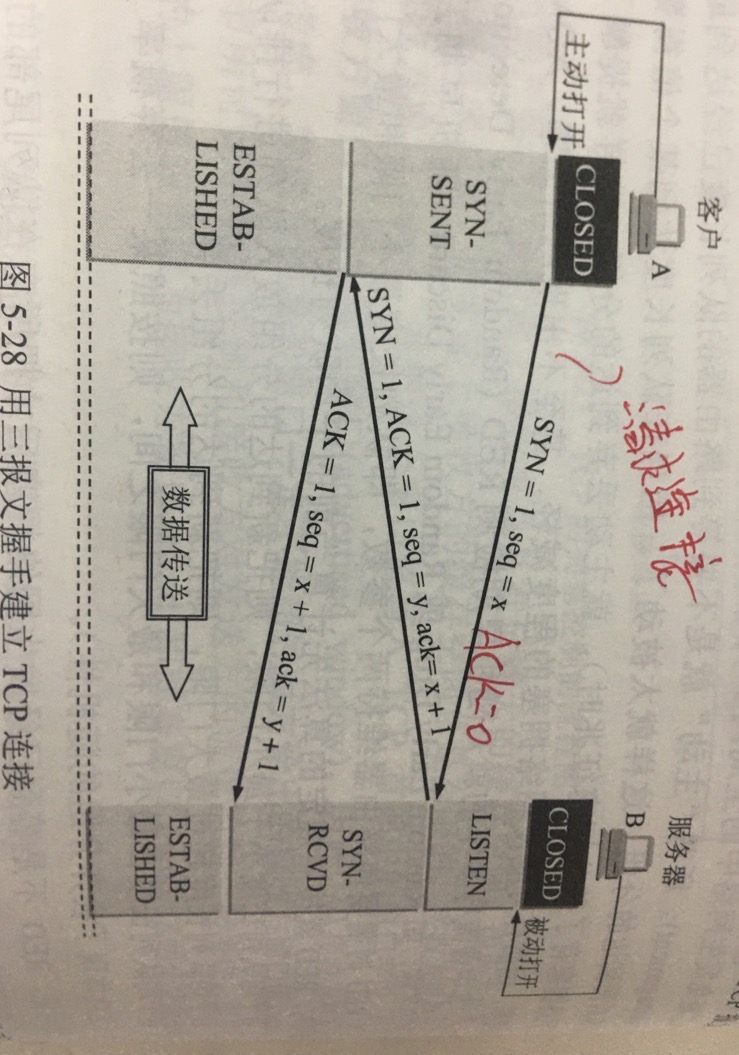 客户
服务器
A
B
主动打开
CLOSED
CLOSED
被动打开
请求连接
SYN = 1, seq = x
ACK=0
SYN-
SENT
LISTEN
SYN = 1, ACK = 1, seq = y, ack= x + 1
SYN-
RCVD
ACK = 1, seq = x + 1, ack = y + 1
ESTAB-
LISHED
ESTAB-
LISHED
数据传送
图 5-28 用三报文握手建立 TCP 连接